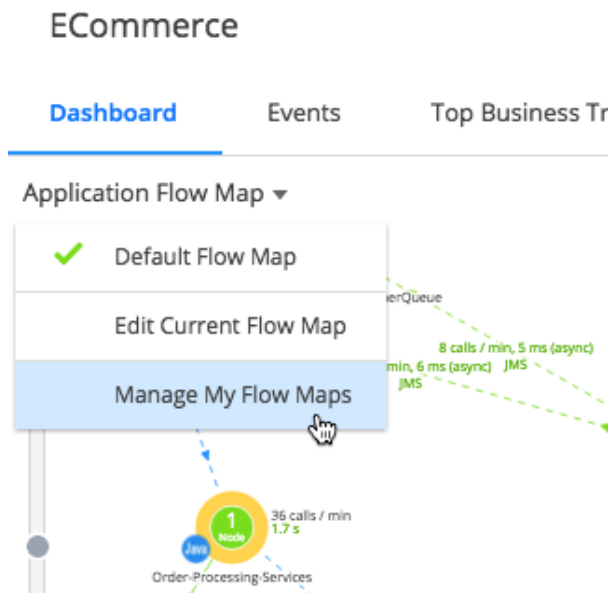 ECommerce
Dashboard Events Top Business Tr
Application Flow Map
Default Flow Map
Edit Current Flow Map
Manage My Flow Maps
erQueue
8 calls / min, 5 ms (async)
JMS
min, 6 ms (async)
JMS
36 calls / min
1.7 s
1
Node
Java
Order-Processing-Services